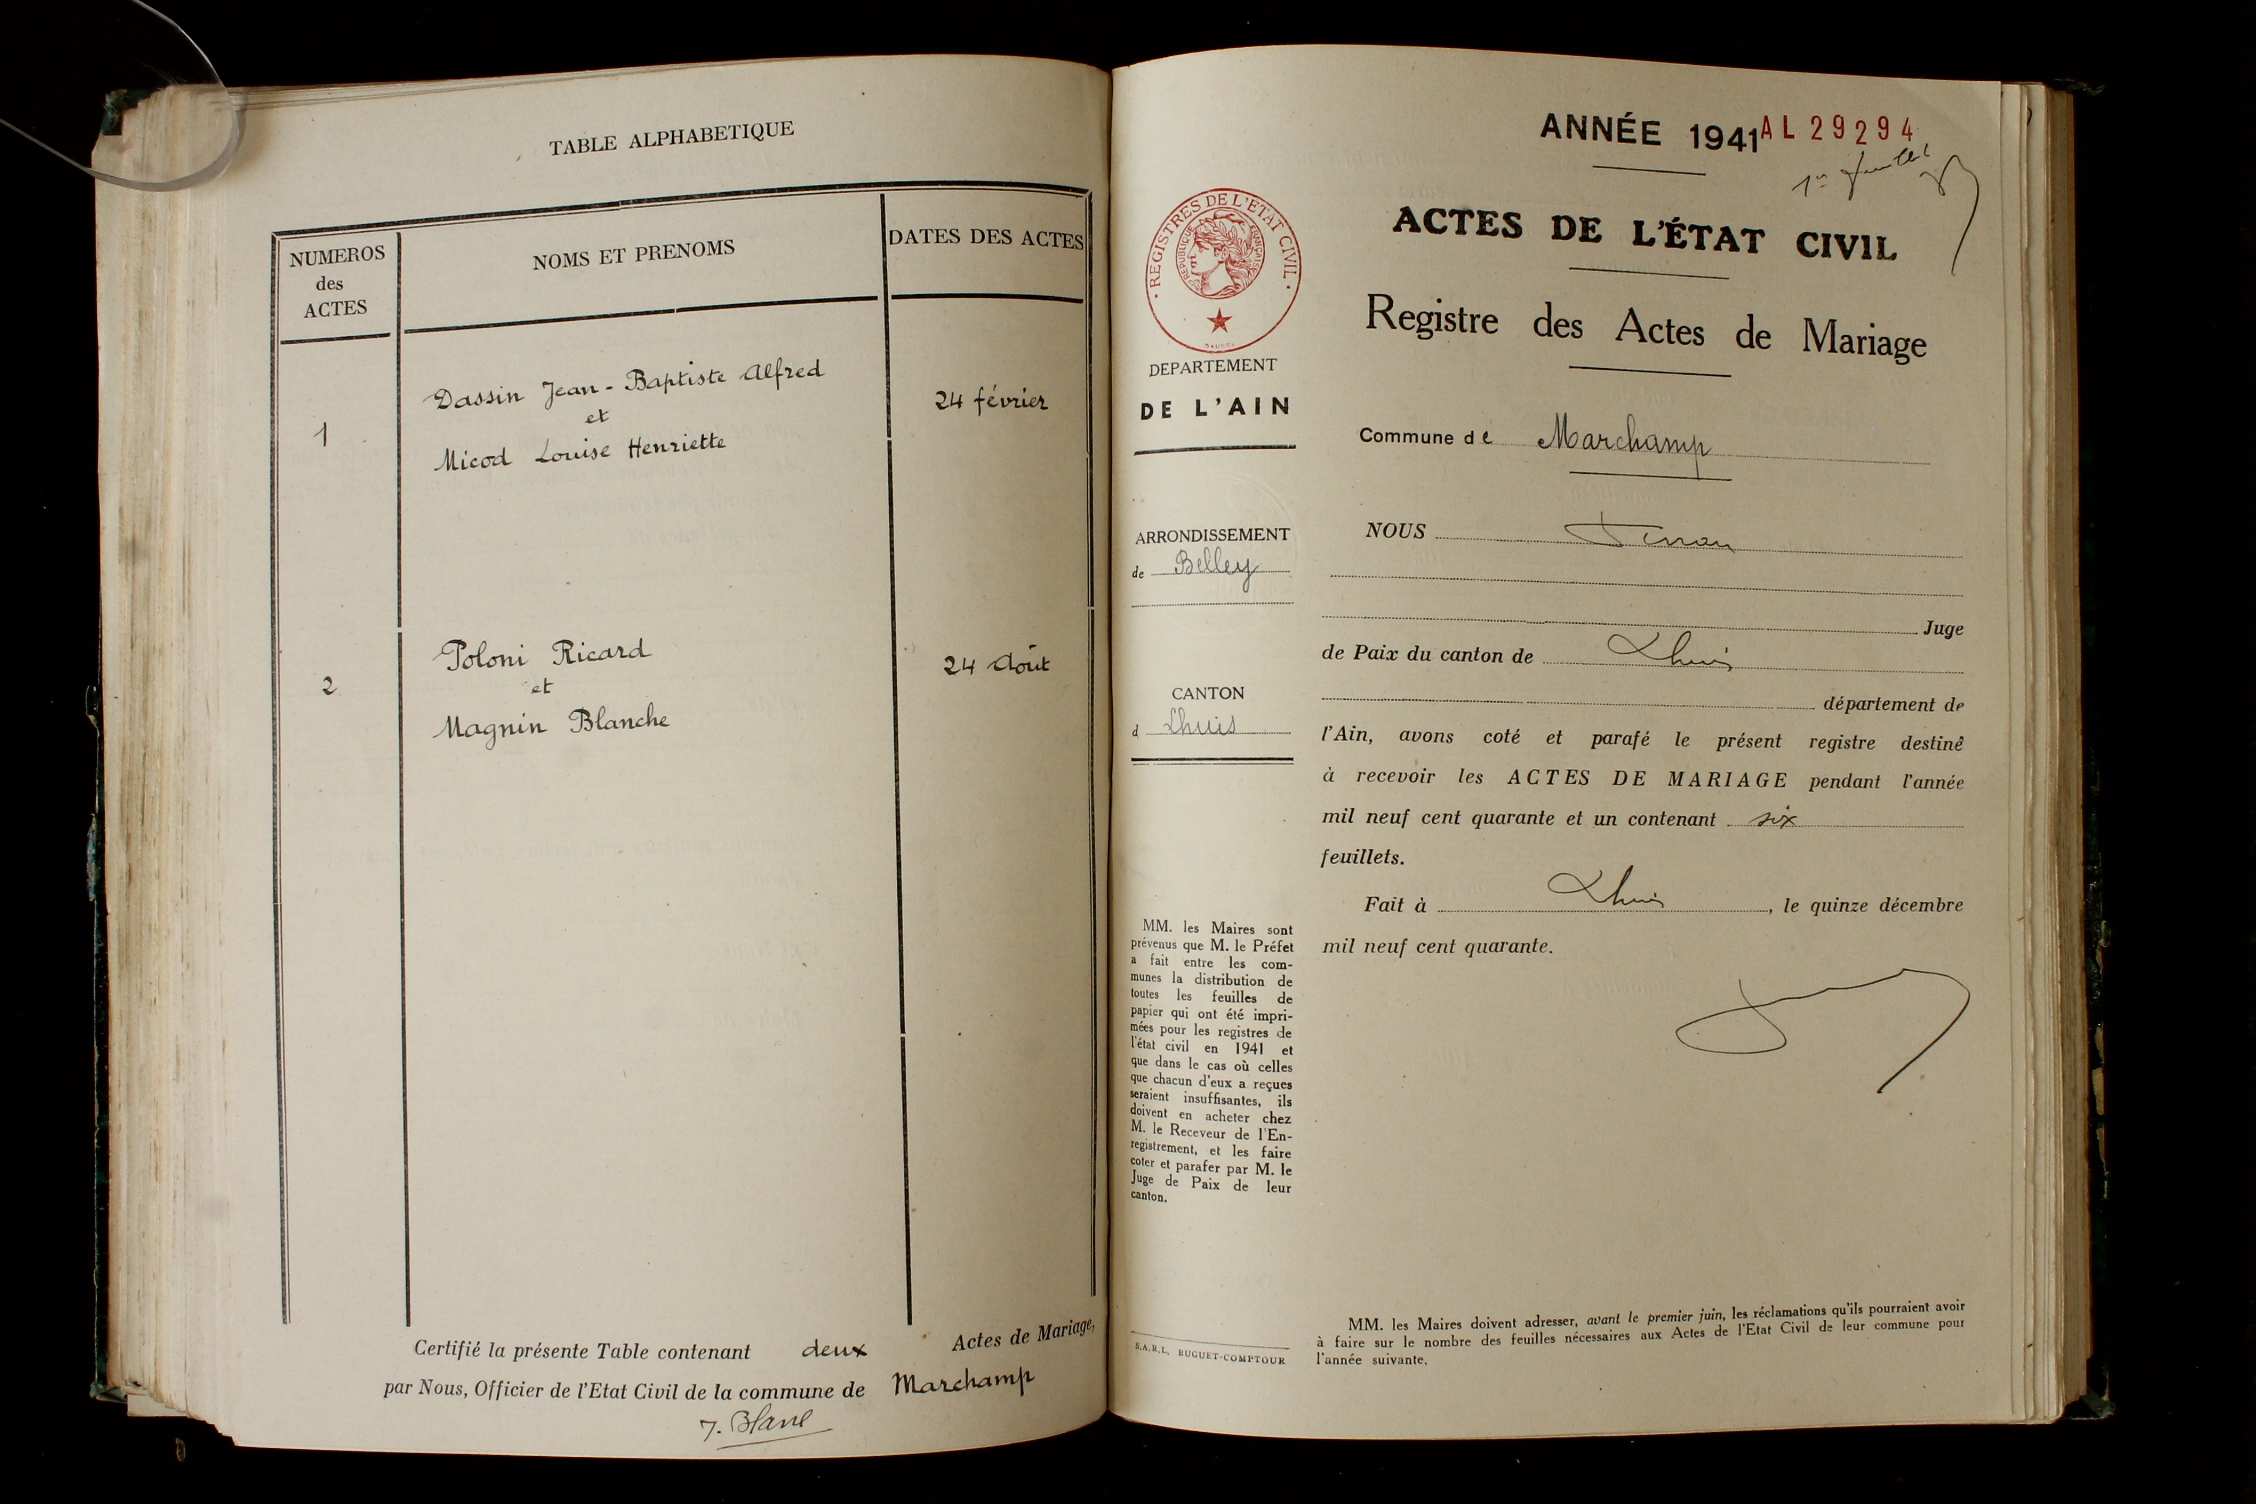 TABLE ALPHABETIQUE
NUMEROS
des
ACTES
NOMS ET PRENOMS
DATES DES ACTES
1
Dassin Jean-Baptiste Alfred
et
Micod Louise Henriette
24 février
2
Poloni Ricard
et
Magnin Blanche
24 Août
Certifié la présente Table contenant deux Actes de Mariage,
par Nous, Officier de l'Etat Civil de la commune de Marchamp
J. Blanc
ANNÉE 1941
AL 29294
1er feuillet
REGISTRES DE L'ETAT CIVIL
REPUBLIQUE FRANÇAISE
DEPARTEMENT
DE L'AIN
ARRONDISSEMENT
de Belley
CANTON
d Lhuis
MM. les Maires sont
prévenus que M. le Préfet
a fait entre les com-
munes la distribution de
toutes les feuilles de
papier qui ont été impri-
mées pour les registres de
l'état civil en 1941 et
que dans le cas où celles
que chacun d'eux a reçues
seraient insuffisantes, ils
doivent en acheter chez
M. le Receveur de l'En-
registrement, et les faire
coter et parafer par M. le
Juge de Paix de leur
canton.
S.A.R.L. BUGUET-COMPTOUR
ACTES DE L'ÉTAT CIVIL
Registre des Actes de Mariage
Commune de Marchamp
NOUS
Juge
de Paix du canton de Lhuis
département de
l'Ain, avons coté et parafé le présent registre destiné
à recevoir les ACTES DE MARIAGE pendant l'année
mil neuf cent quarante et un contenant six
feuillets.
Fait à Lhuis, le quinze décembre
mil neuf cent quarante.
MM. les Maires doivent adresser, avant le premier juin, les réclamations qu'ils pourraient avoir
à faire sur le nombre des feuilles nécessaires aux Actes de l'Etat Civil de leur commune pour
l'année suivante.